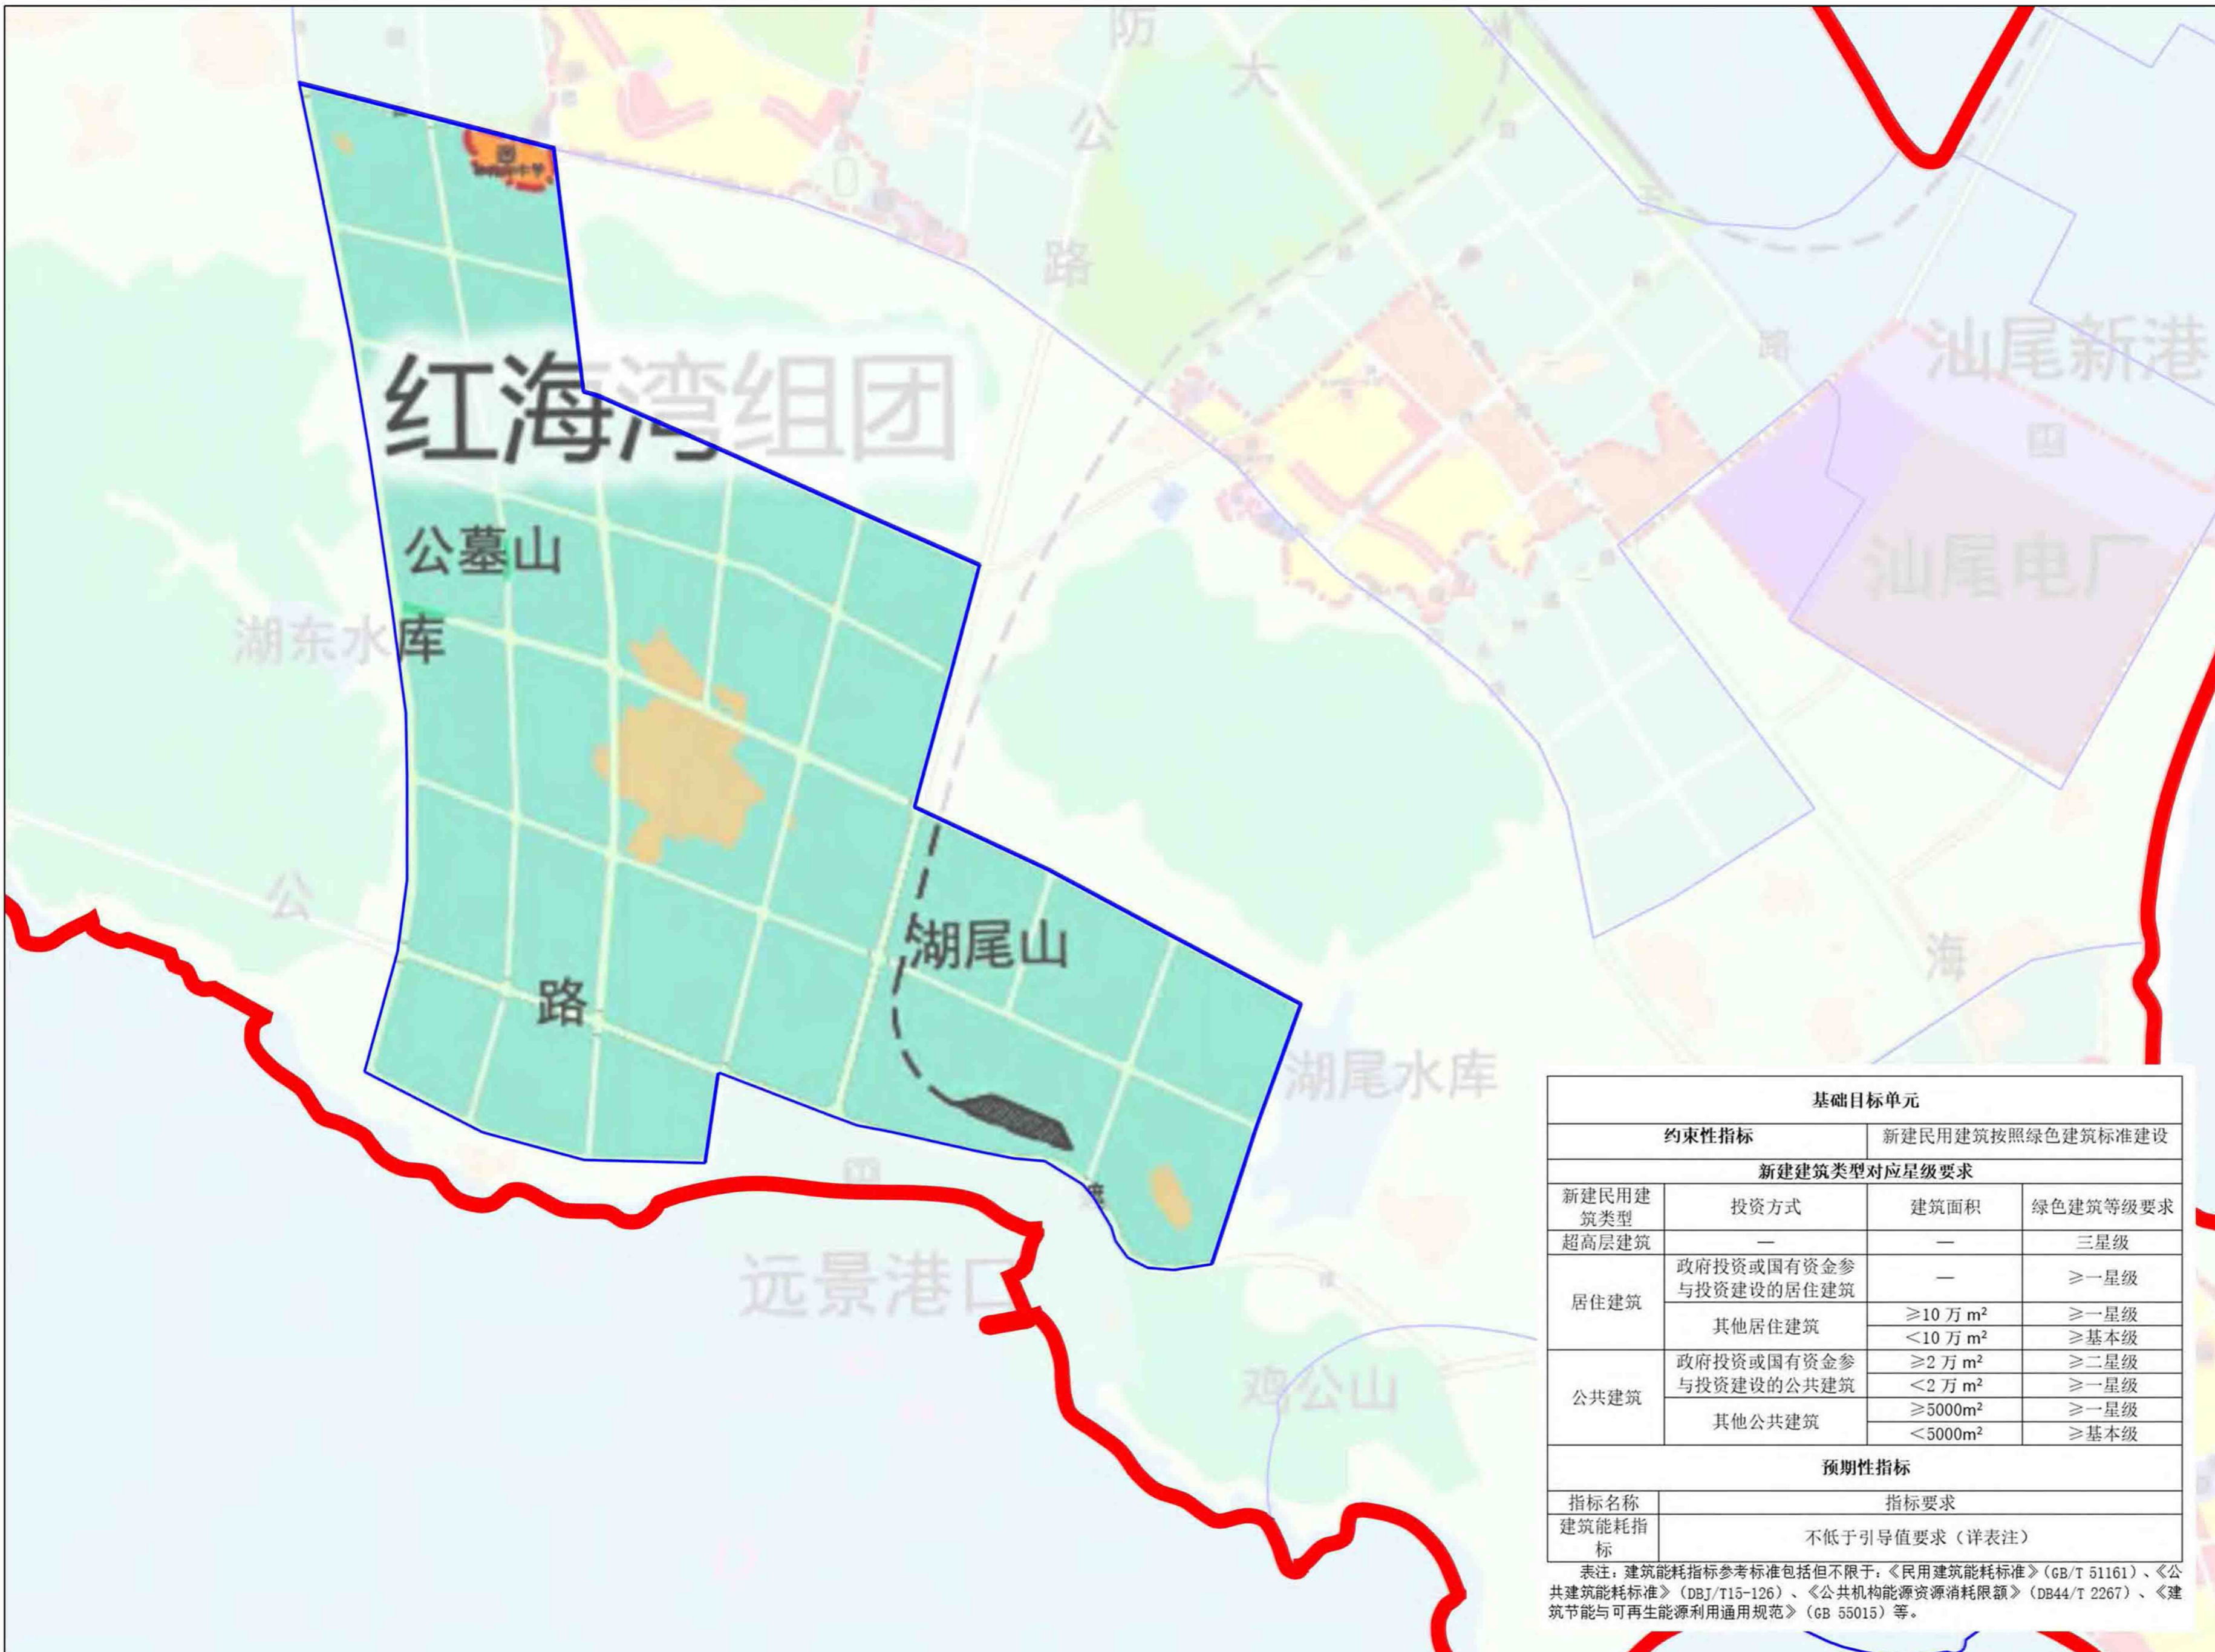 防
大
公
路
路
汕尾新港
红海湾组团
公墓山
汕尾电厂
湖东水库
公
湖尾山
海
路
湖尾水库
远景港口
鸡公山
基础目标单元
约束性指标 新建民用建筑按照绿色建筑标准建设
新建建筑类型对应星级要求
新建民用建
筑类型 投资方式 建筑面积 绿色建筑等级要求
超高层建筑 — — 三星级
居住建筑 政府投资或国有资金参
与投资建设的居住建筑 — ≥一星级
其他居住建筑 ≥10 万 m² ≥一星级
<10 万 m² ≥基本级
公共建筑 政府投资或国有资金参
与投资建设的公共建筑 ≥2 万 m² ≥二星级
<2 万 m² ≥一星级
其他公共建筑 ≥5000m² ≥一星级
<5000m² ≥基本级
预期性指标
指标名称 指标要求
建筑能耗指
标 不低于引导值要求（详表注）
表注：建筑能耗指标参考标准包括但不限于：《民用建筑能耗标准》（GB/T 51161）、《公
共建筑能耗标准》（DBJ/T15-126）、《公共机构能源资源消耗限额》（DB44/T 2267）、《建
筑节能与可再生能源利用通用规范》（GB 55015）等。